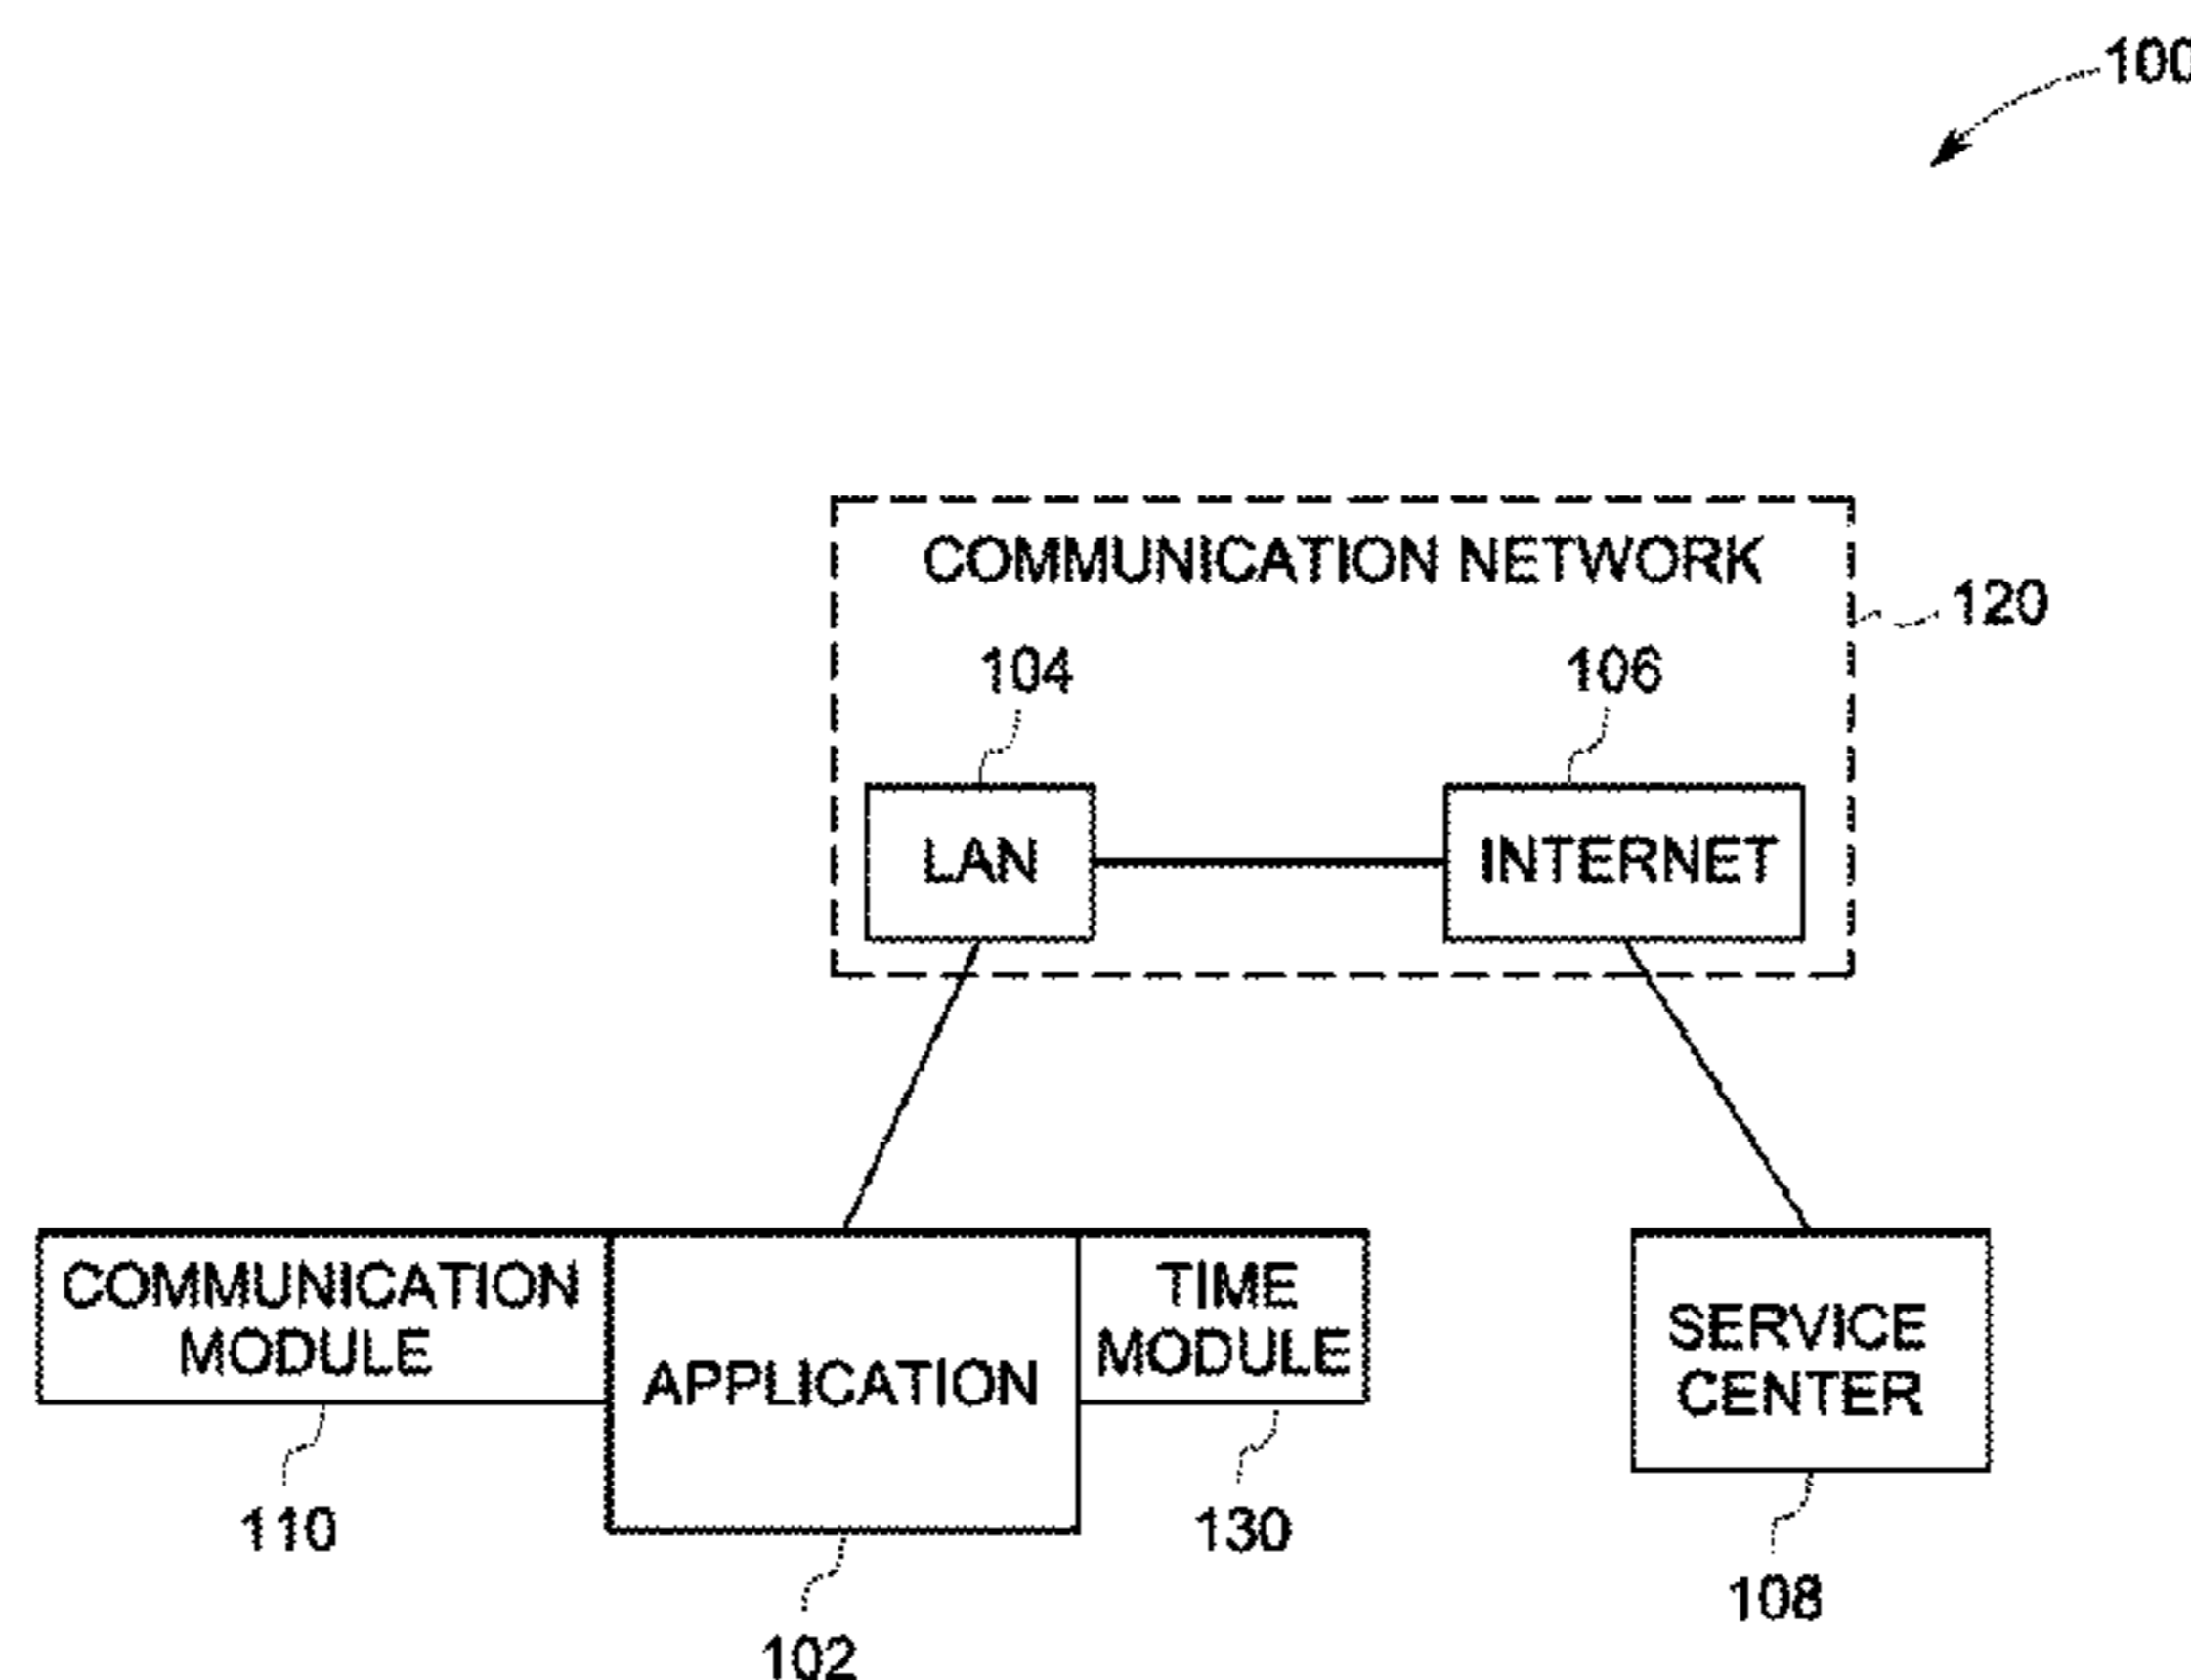 100
COMMUNICATION NETWORK
120
104
106
LAN
INTERNET
COMMUNICATION
MODULE
APPLICATION
TIME
MODULE
SERVICE
CENTER
110
130
102
108